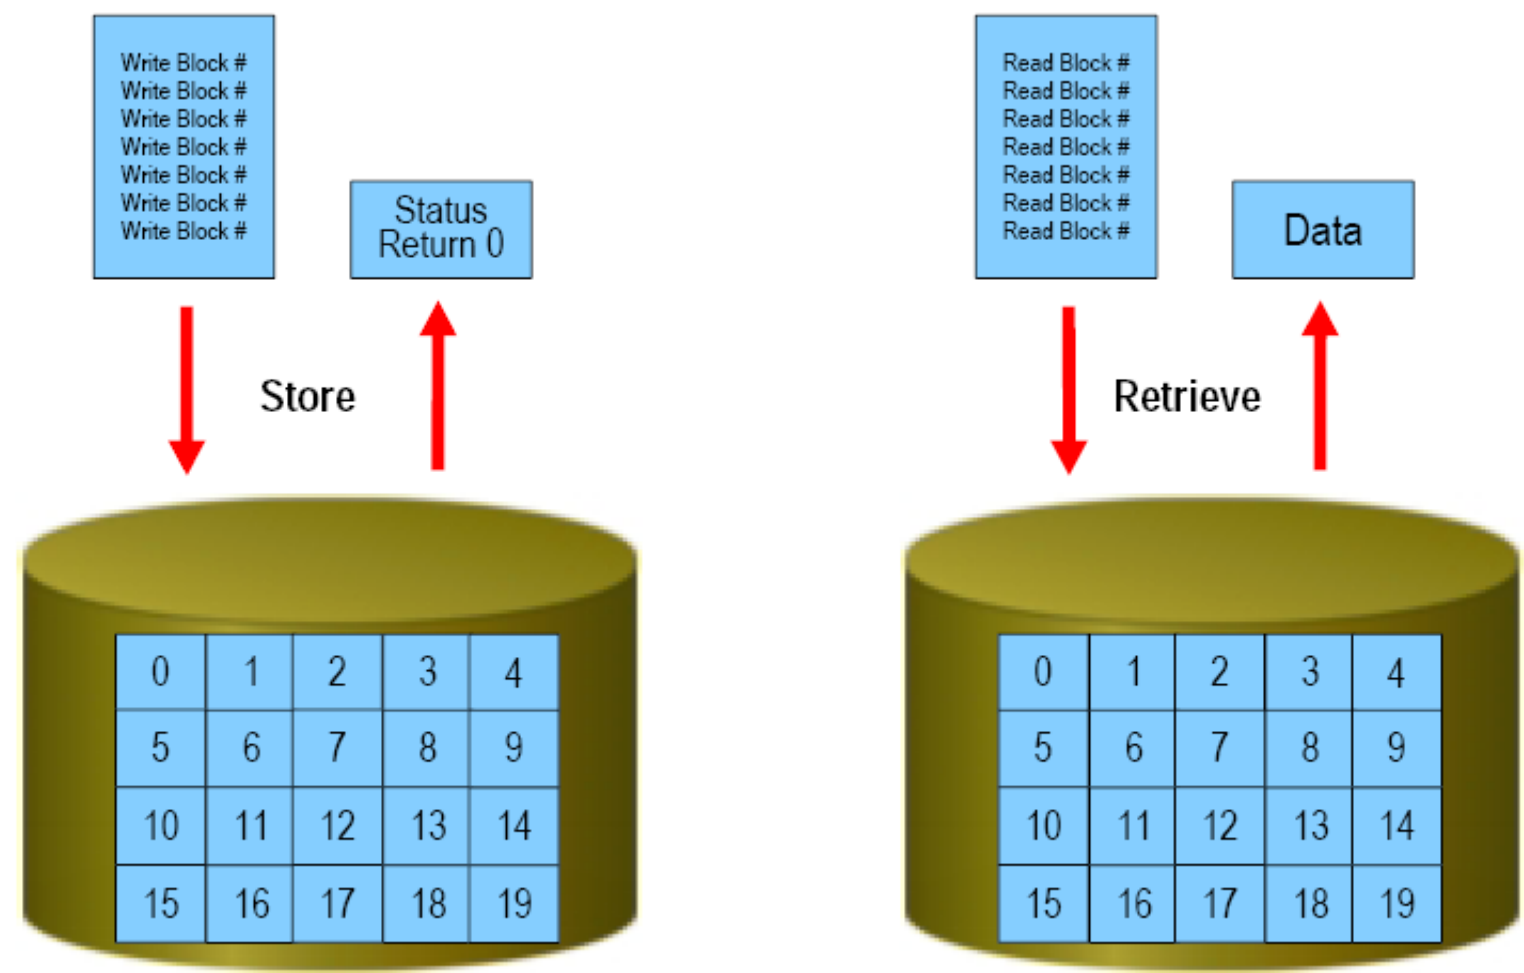 Write Block #
Write Block #
Write Block #
Write Block #
Write Block #
Write Block #
Write Block #
Status
Return 0
Store
0 1 2 3 4
5 6 7 8 9
10 11 12 13 14
15 16 17 18 19
Read Block #
Read Block #
Read Block #
Read Block #
Read Block #
Read Block #
Read Block #
Data
Retrieve
0 1 2 3 4
5 6 7 8 9
10 11 12 13 14
15 16 17 18 19